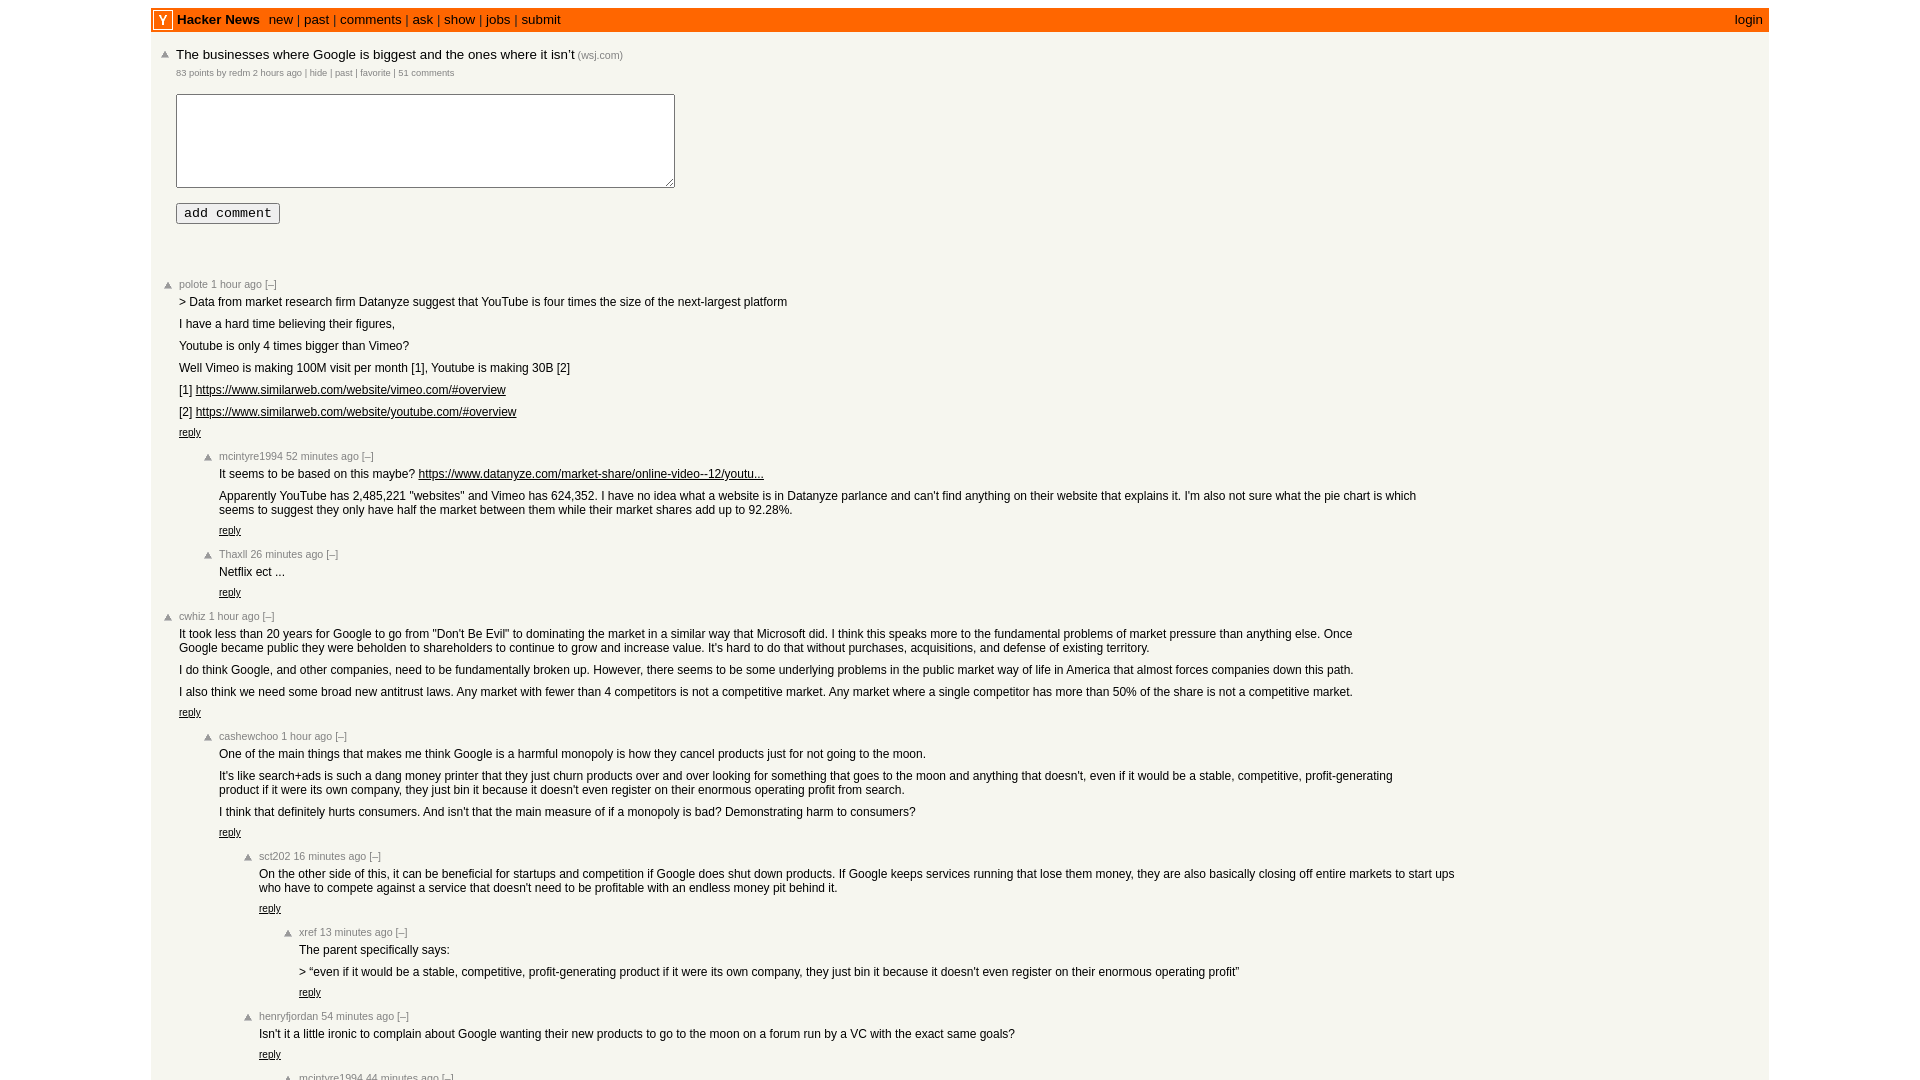 Y Hacker News new | past | comments | ask | show | jobs | submit login
The businesses where Google is biggest and the ones where it isn’t (wsj.com)
83 points by redm 2 hours ago | hide | past | favorite | 51 comments
add comment
polote 1 hour ago [–]
> Data from market research firm Datanyze suggest that YouTube is four times the size of the next-largest platform
I have a hard time believing their figures,
Youtube is only 4 times bigger than Vimeo?
Well Vimeo is making 100M visit per month [1], Youtube is making 30B [2]
[1] https://www.similarweb.com/website/vimeo.com/#overview
[2] https://www.similarweb.com/website/youtube.com/#overview
reply
mcintyre1994 52 minutes ago [–]
It seems to be based on this maybe? https://www.datanyze.com/market-share/online-video--12/youtu...
Apparently YouTube has 2,485,221 "websites" and Vimeo has 624,352. I have no idea what a website is in Datanyze parlance and can't find anything on their website that explains it. I'm also not sure what the pie chart is which
seems to suggest they only have half the market between them while their market shares add up to 92.28%.
reply
Thaxll 26 minutes ago [–]
Netflix ect ...
reply
cwhiz 1 hour ago [–]
It took less than 20 years for Google to go from "Don't Be Evil" to dominating the market in a similar way that Microsoft did. I think this speaks more to the fundamental problems of market pressure than anything else. Once
Google became public they were beholden to shareholders to continue to grow and increase value. It's hard to do that without purchases, acquisitions, and defense of existing territory.
I do think Google, and other companies, need to be fundamentally broken up. However, there seems to be some underlying problems in the public market way of life in America that almost forces companies down this path.
I also think we need some broad new antitrust laws. Any market with fewer than 4 competitors is not a competitive market. Any market where a single competitor has more than 50% of the share is not a competitive market.
reply
cashewchoo 1 hour ago [–]
One of the main things that makes me think Google is a harmful monopoly is how they cancel products just for not going to the moon.
It's like search+ads is such a dang money printer that they just churn products over and over looking for something that goes to the moon and anything that doesn't, even if it would be a stable, competitive, profit-generating
product if it were its own company, they just bin it because it doesn't even register on their enormous operating profit from search.
I think that definitely hurts consumers. And isn't that the main measure of if a monopoly is bad? Demonstrating harm to consumers?
reply
sct202 16 minutes ago [–]
On the other side of this, it can be beneficial for startups and competition if Google does shut down products. If Google keeps services running that lose them money, they are also basically closing off entire markets to start ups
who have to compete against a service that doesn't need to be profitable with an endless money pit behind it.
reply
xref 13 minutes ago [–]
The parent specifically says:
> “even if it would be a stable, competitive, profit-generating product if it were its own company, they just bin it because it doesn't even register on their enormous operating profit”
reply
henryfjordan 54 minutes ago [–]
Isn't it a little ironic to complain about Google wanting their new products to go to the moon on a forum run by a VC with the exact same goals?
reply
mcintyre1994 44 minutes ago [–]